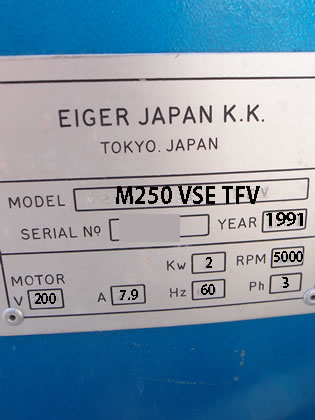 EIGER JAPAN K.K.
TOKYO. JAPAN
MODEL M250 VSE TFV
SERIAL Nº YEAR 1991
MOTOR Kw 2 RPM 5000
V 200 A 7.9 Hz 60 Ph 3